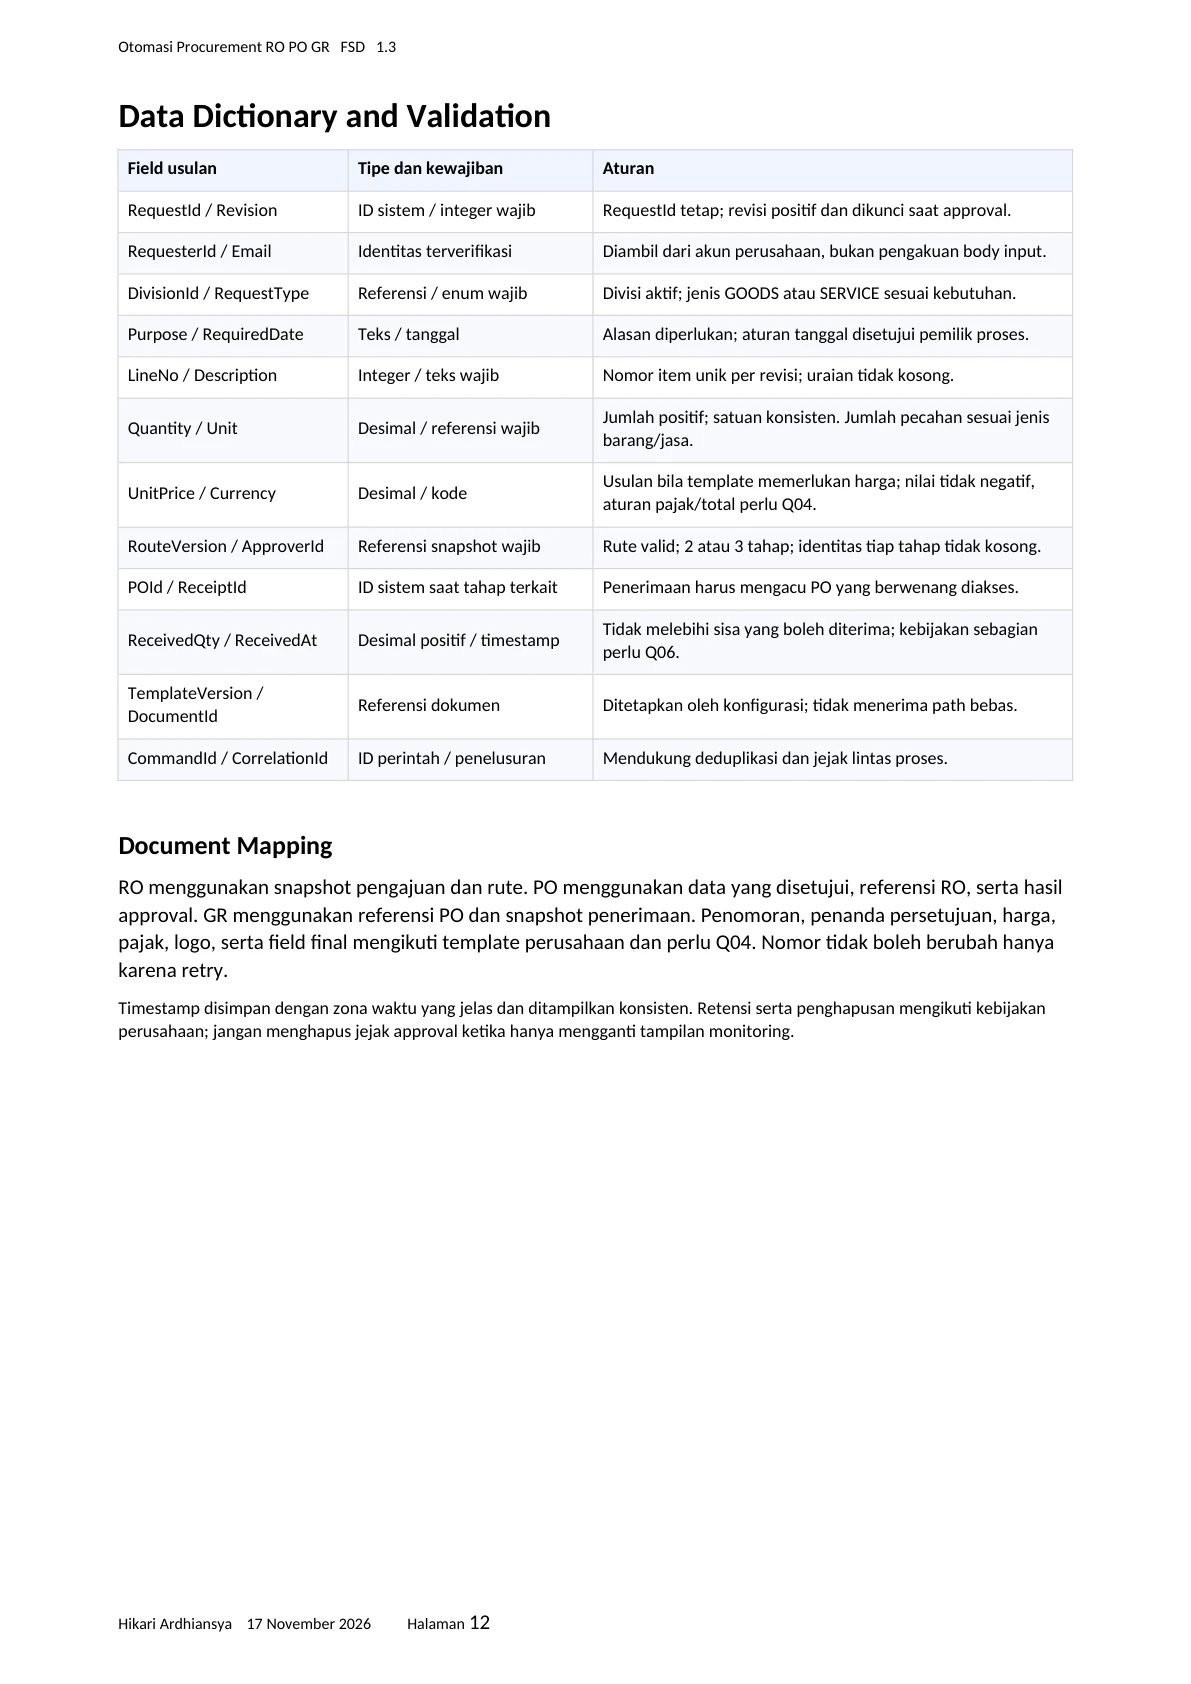 Otomasi Procurement RO PO GR FSD 1.3
Data Dictionary and Validation
Field usulan Tipe dan kewajiban Aturan
RequestId / Revision ID sistem / integer wajib RequestId tetap; revisi positif dan dikunci saat approval.
RequesterId / Email Identitas terverifikasi Diambil dari akun perusahaan, bukan pengakuan body input.
DivisionId / RequestType Referensi / enum wajib Divisi aktif; jenis GOODS atau SERVICE sesuai kebutuhan.
Purpose / RequiredDate Teks / tanggal Alasan diperlukan; aturan tanggal disetujui pemilik proses.
LineNo / Description Integer / teks wajib Nomor item unik per revisi; uraian tidak kosong.
Quantity / Unit Desimal / referensi wajib Jumlah positif; satuan konsisten. Jumlah pecahan sesuai jenis
barang/jasa.
UnitPrice / Currency Desimal / kode Usulan bila template memerlukan harga; nilai tidak negatif,
aturan pajak/total perlu Q04.
RouteVersion / ApproverId Referensi snapshot wajib Rute valid; 2 atau 3 tahap; identitas tiap tahap tidak kosong.
POId / ReceiptId ID sistem saat tahap terkait Penerimaan harus mengacu PO yang berwenang diakses.
ReceivedQty / ReceivedAt Desimal positif / timestamp Tidak melebihi sisa yang boleh diterima; kebijakan sebagian
perlu Q06.
TemplateVersion /
DocumentId Referensi dokumen Ditetapkan oleh konfigurasi; tidak menerima path bebas.
CommandId / CorrelationId ID perintah / penelusuran Mendukung deduplikasi dan jejak lintas proses.
Document Mapping
RO menggunakan snapshot pengajuan dan rute. PO menggunakan data yang disetujui, referensi RO, serta hasil
approval. GR menggunakan referensi PO dan snapshot penerimaan. Penomoran, penanda persetujuan, harga,
pajak, logo, serta field final mengikuti template perusahaan dan perlu Q04. Nomor tidak boleh berubah hanya
karena retry.
Timestamp disimpan dengan zona waktu yang jelas dan ditampilkan konsisten. Retensi serta penghapusan mengikuti kebijakan
perusahaan; jangan menghapus jejak approval ketika hanya mengganti tampilan monitoring.
Hikari Ardhiansya 17 November 2026 Halaman 12